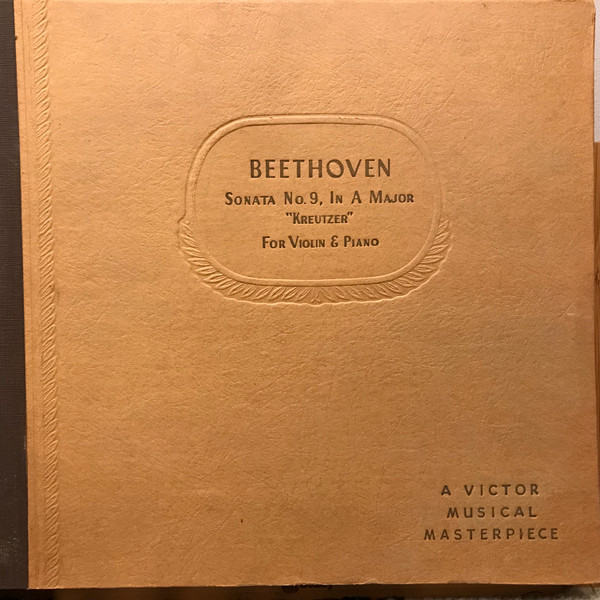 BEETHOVEN
SONATA NO. 9, IN A MAJOR
"KREUTZER"
FOR VIOLIN & PIANO
A VICTOR
MUSICAL
MASTERPIECE